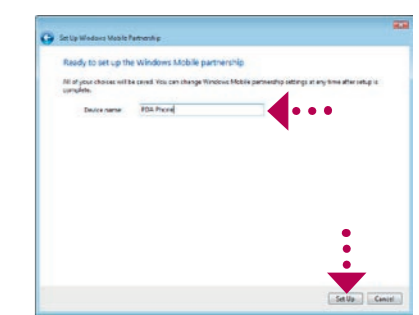 Set Up Windows Mobile Partnership
Ready to set up the Windows Mobile partnership
All of your choices will be saved. You can change Windows Mobile partnership settings at any time after setup is
complete.
Device name: PDA Phone
Set Up Cancel